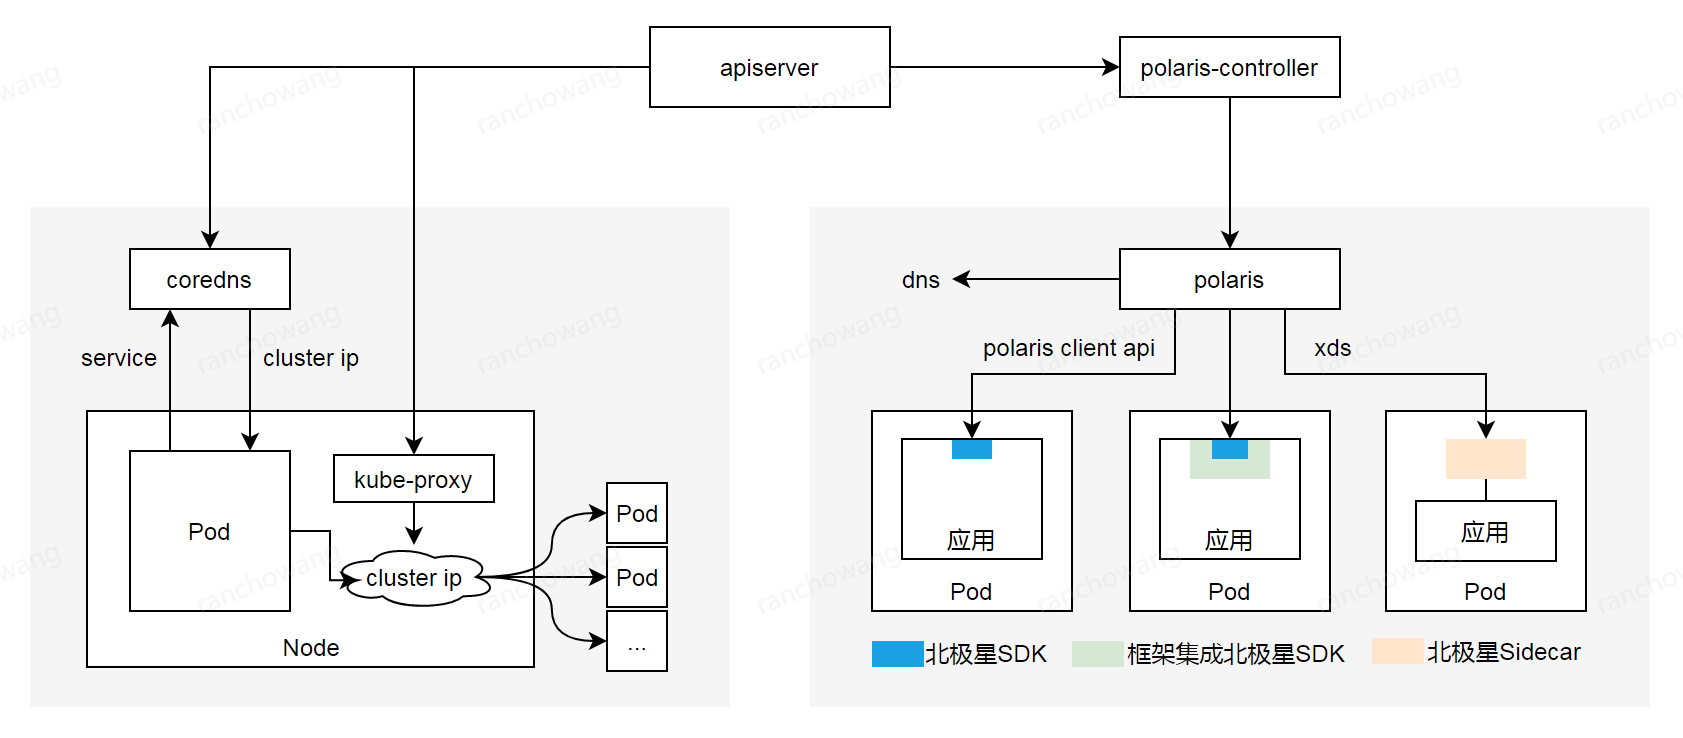 apiserver
polaris-controller
coredns
service
cluster ip
Pod
kube-proxy
cluster ip
Node
Pod
Pod
...
polaris
dns
polaris client api
xds
应用
Pod
应用
Pod
应用
Pod
北极星SDK
框架集成北极星SDK
北极星Sidecar
ranchowang